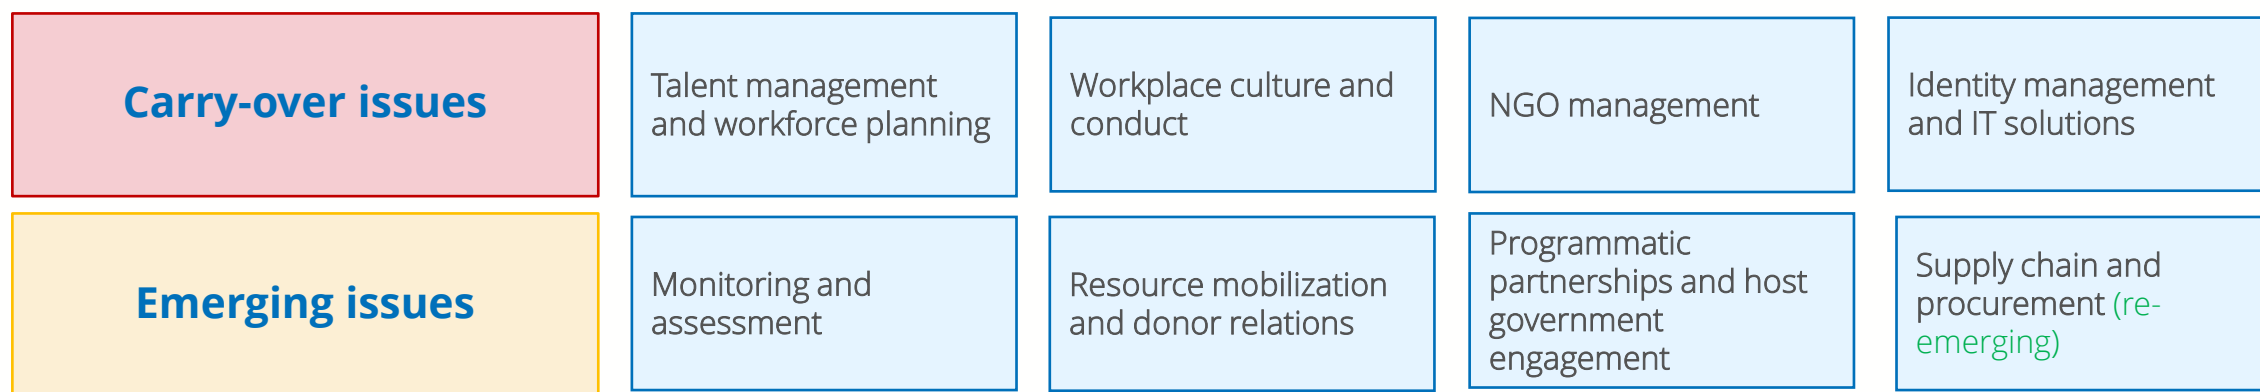 Carry-over issues
Talent management
and workforce planning
Workplace culture and
conduct
NGO management
Identity management
and IT solutions
Emerging issues
Monitoring and
assessment
Resource mobilization
and donor relations
Programmatic
partnerships and host
government
engagement
Supply chain and
procurement (re-
emerging)